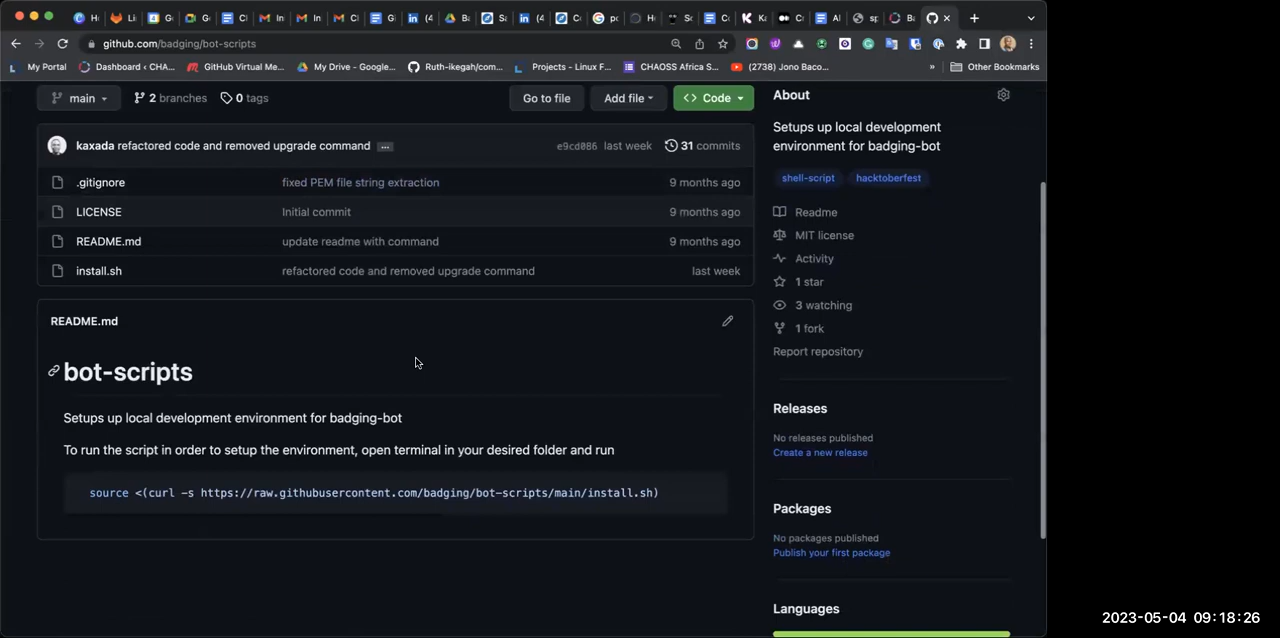 github.com/badging/bot-scripts
My Portal
Dashboard < CHA...
GitHub Virtual Me...
My Drive - Google...
Ruth-ikegah/com...
Projects - Linux F...
CHAOSS Africa S...
(2738) Jono Baco...
»
Other Bookmarks
main
2 branches
0 tags
Go to file
Add file
Code
kaxada refactored code and removed upgrade command
e9cd086 last week
31 commits
.gitignore
fixed PEM file string extraction
9 months ago
LICENSE
Initial commit
9 months ago
README.md
update readme with command
9 months ago
install.sh
refactored code and removed upgrade command
last week
README.md
bot-scripts
Setups up local development environment for badging-bot
To run the script in order to setup the environment, open terminal in your desired folder and run
source <(curl -s https://raw.githubusercontent.com/badging/bot-scripts/main/install.sh)
About
Setups up local development
environment for badging-bot
shell-script
hacktoberfest
Readme
MIT license
Activity
1 star
3 watching
1 fork
Report repository
Releases
No releases published
Create a new release
Packages
No packages published
Publish your first package
Languages
2023-05-04 09:18:26